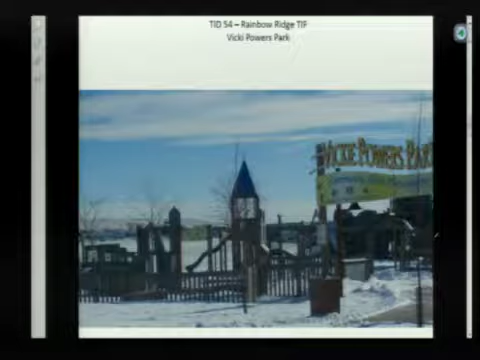 TID 54 – Rainbow Ridge TIF
Vicki Powers Park
VICKIE POWERS PARK